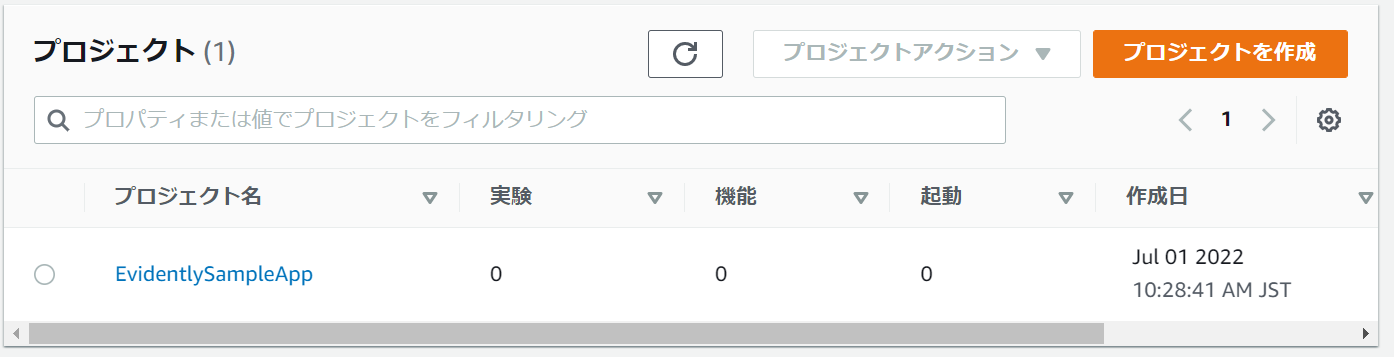 プロジェクト (1)
プロジェクトアクション
プロジェクトを作成
プロパティまたは値でプロジェクトをフィルタリング
1
プロジェクト名 実験 機能 起動 作成日
EvidentlySampleApp 0 0 0 Jul 01 2022
10:28:41 AM JST